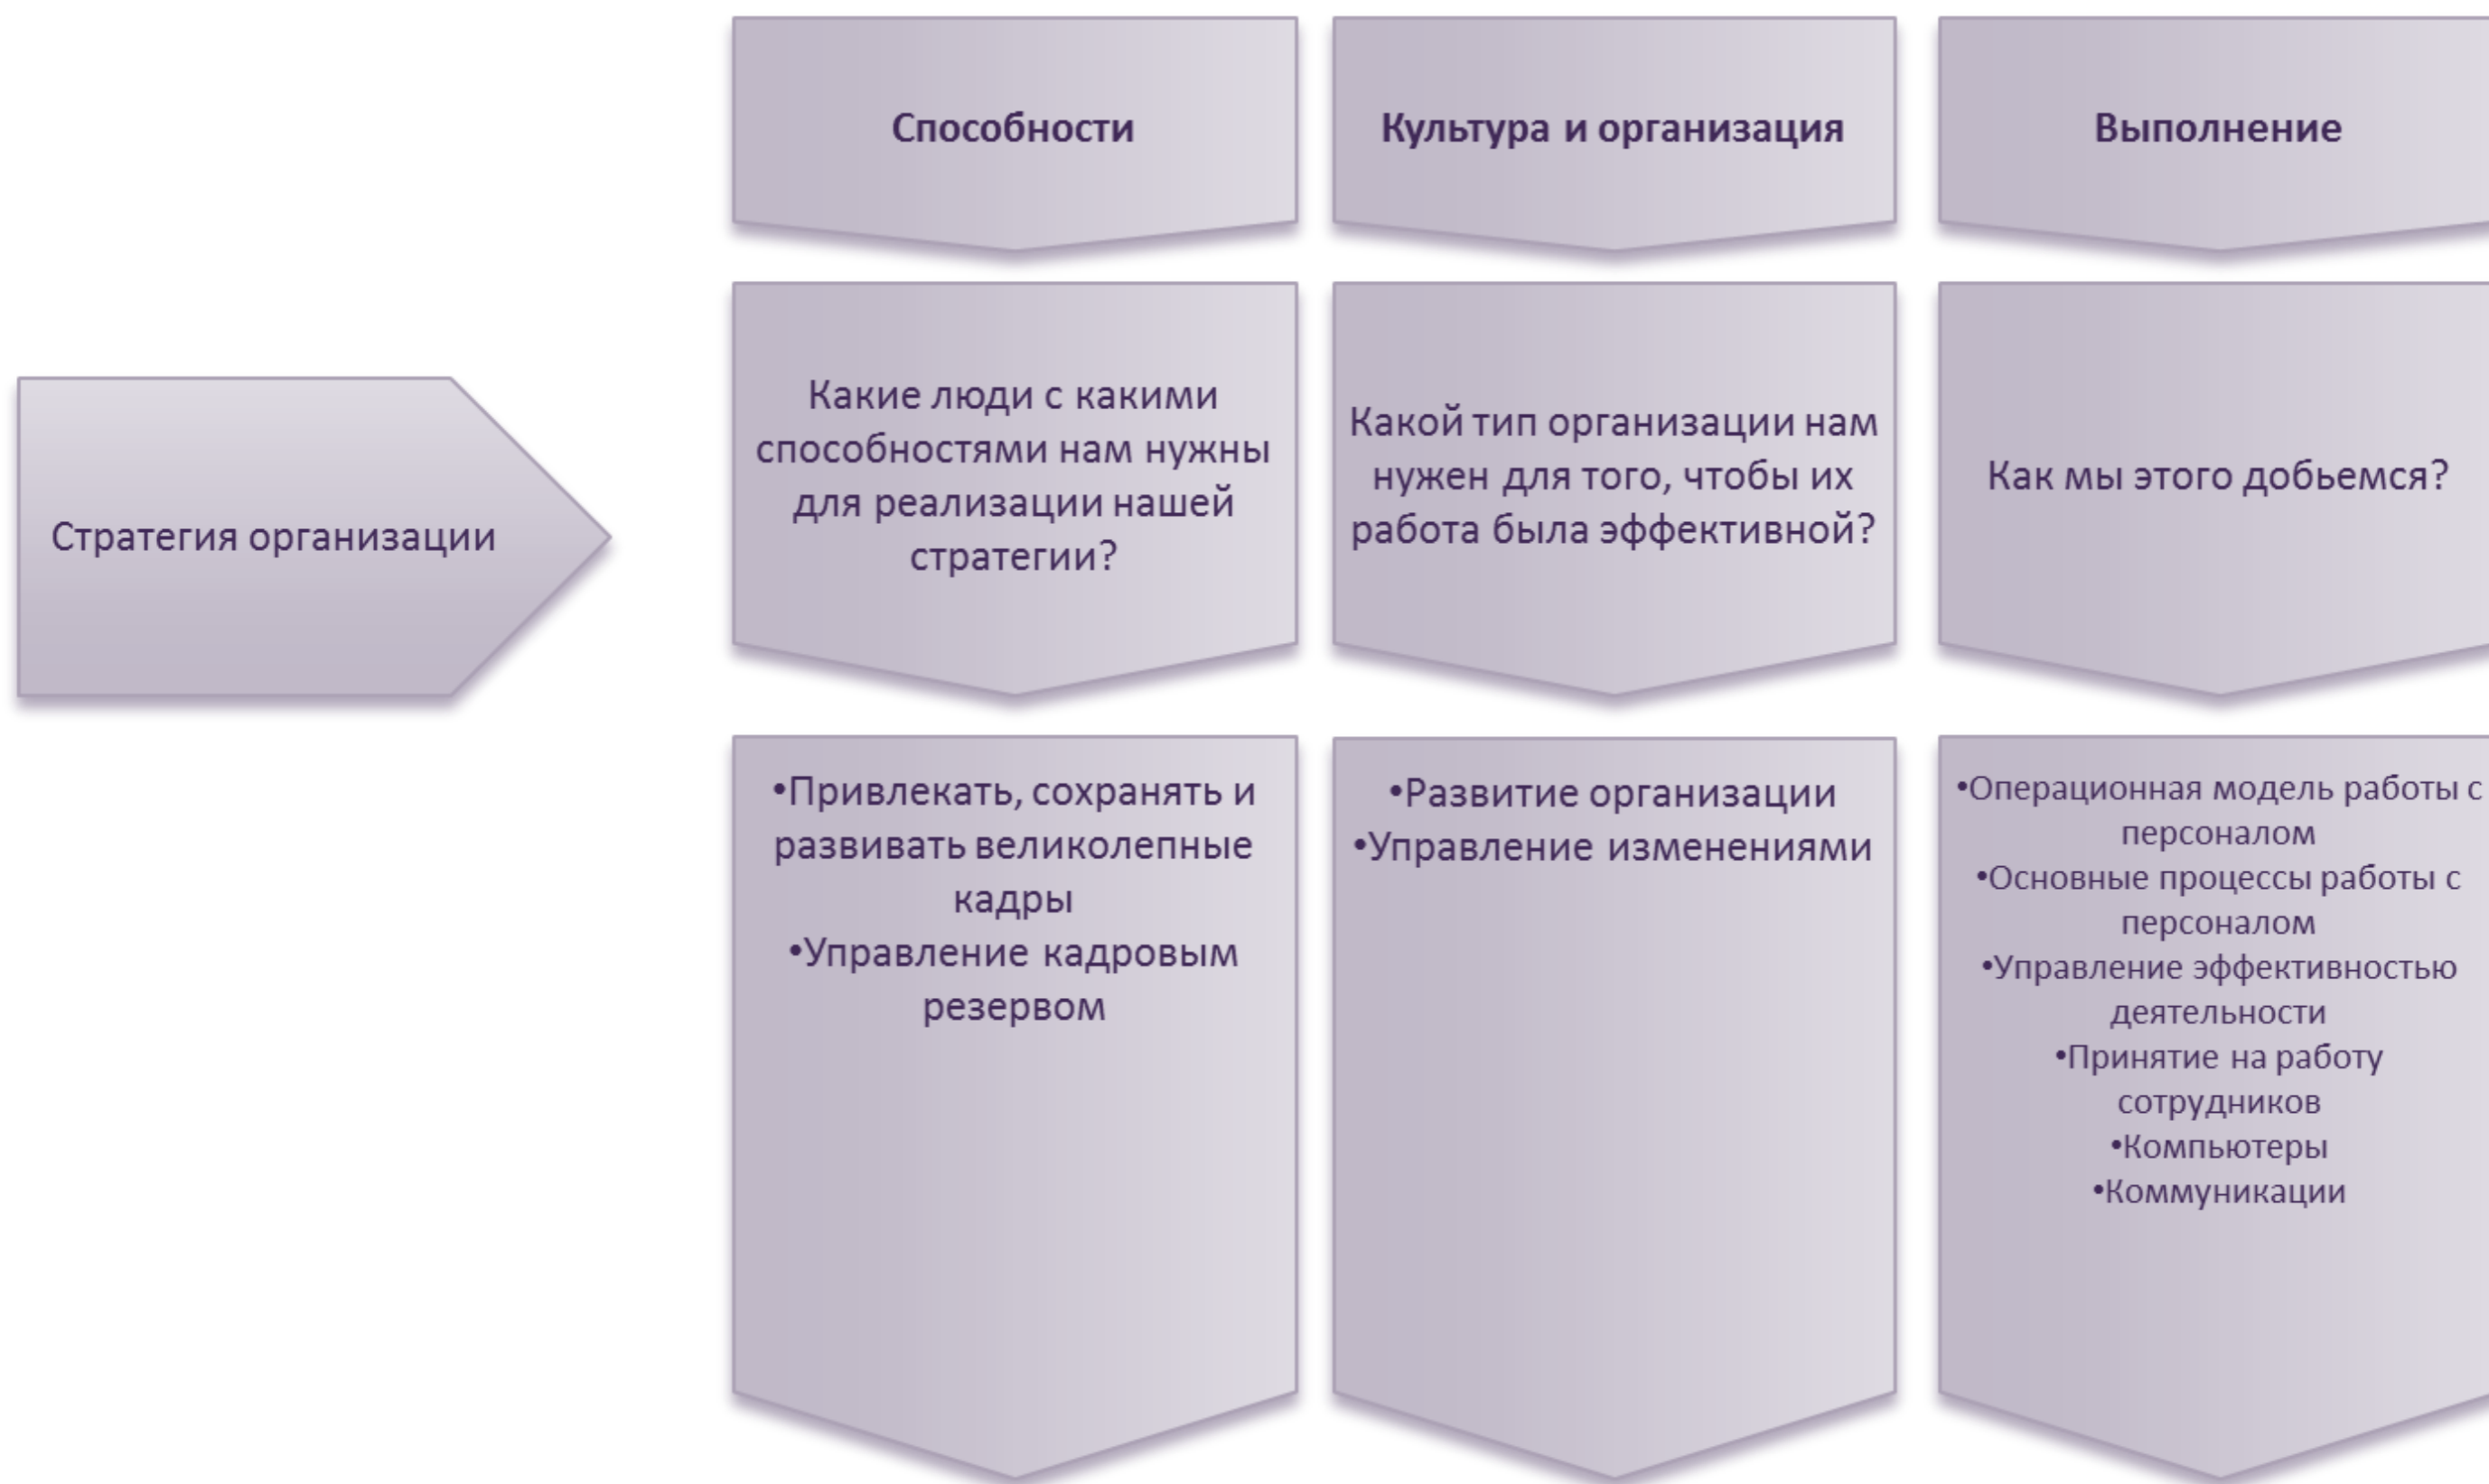 Способности
Культура и организация
Выполнение
Стратегия организации
Какие люди с какими
способностями нам нужны
для реализации нашей
стратегии?
Какой тип организации нам
нужен для того, чтобы их
работа была эффективной?
Как мы этого добьемся?
•Привлекать, сохранять и
развивать великолепные
кадры
•Управление кадровым
резервом
•Развитие организации
•Управление изменениями
•Операционная модель работы с
персоналом
•Основные процессы работы с
персоналом
•Управление эффективностью
деятельности
•Принятие на работу
сотрудников
•Компьютеры
•Коммуникации